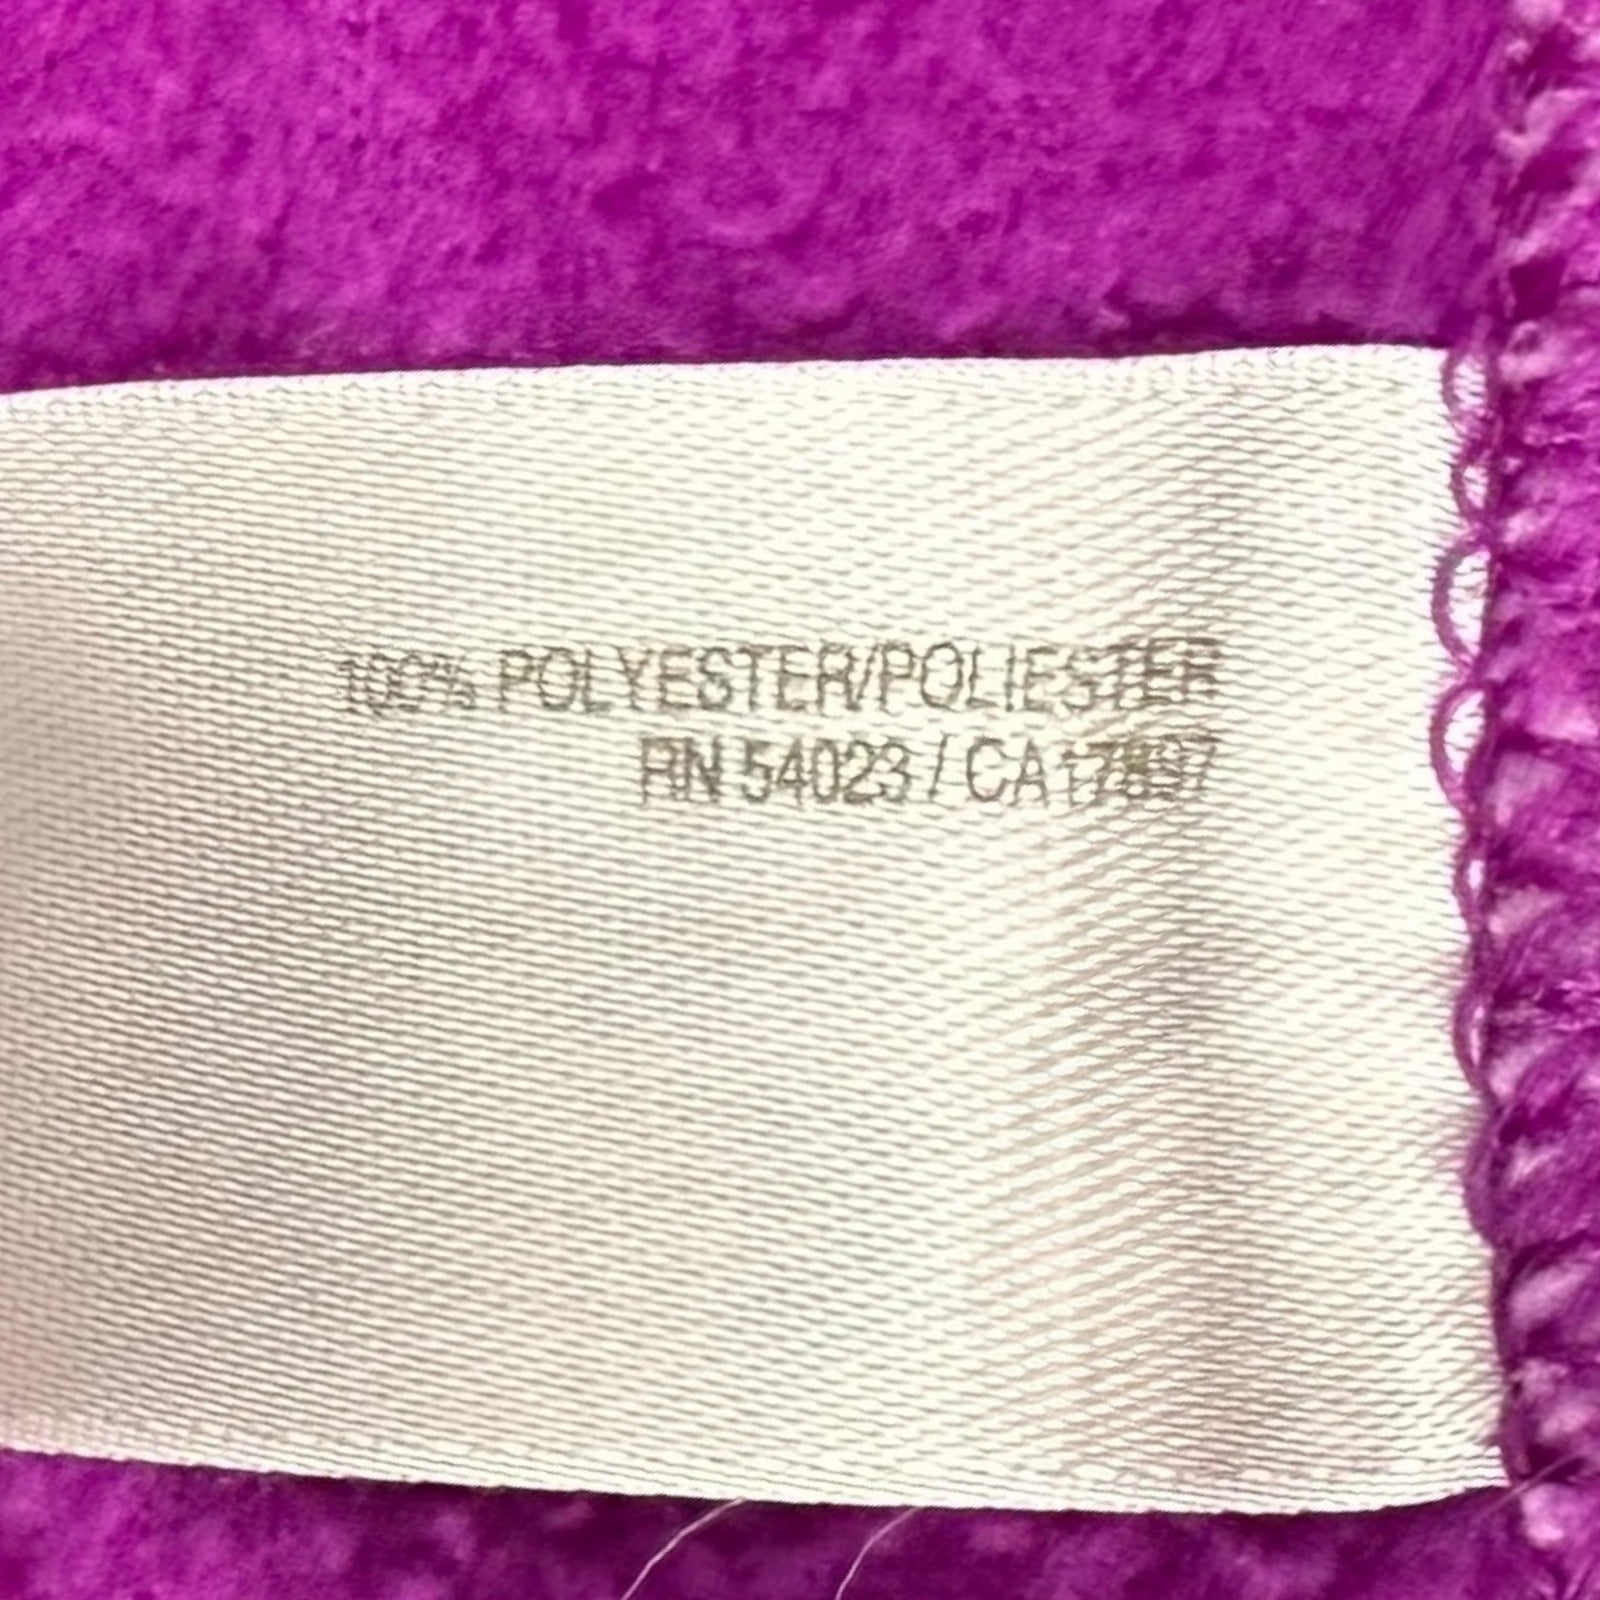 100% POLYESTER/POLIESTER
RN 54023 / CA17897